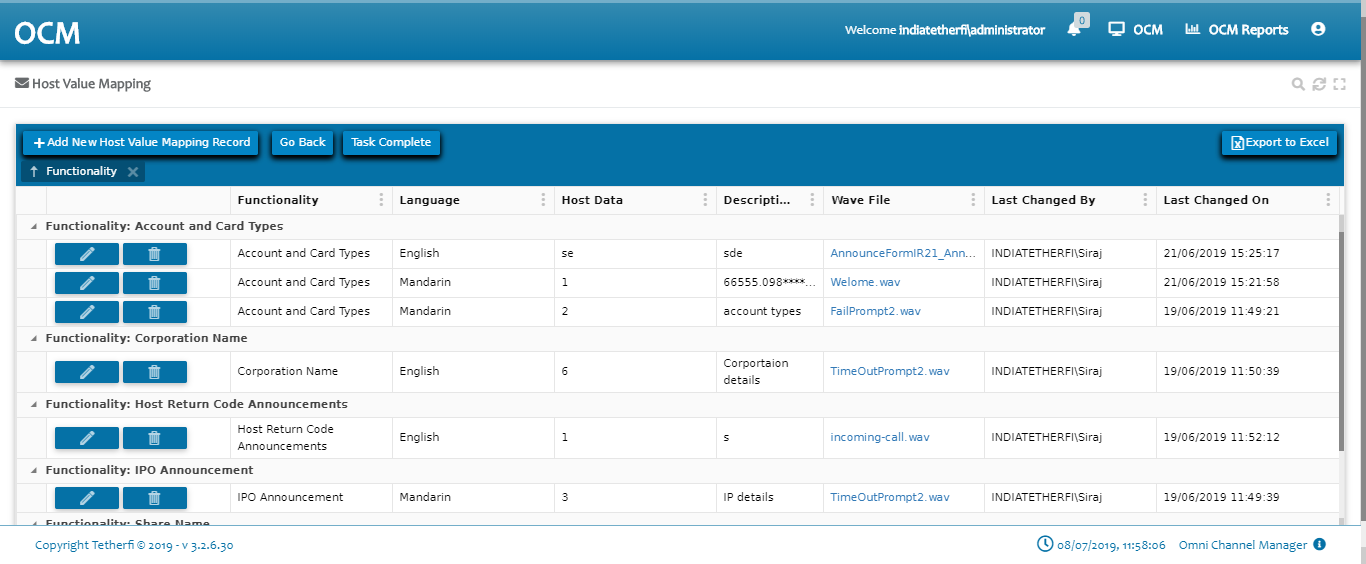 OCM
Welcome indiatetherfi\administrator
0
OCM
OCM Reports
Host Value Mapping
Add New Host Value Mapping Record
Go Back
Task Complete
Export to Excel
Functionality
Functionality Language Host Data Descripti... Wave File Last Changed By Last Changed On
Functionality: Account and Card Types
Account and Card Types English se sde AnnounceFormIR21_Ann... INDIATETHERFI\Siraj 21/06/2019 15:25:17
Account and Card Types Mandarin 1 66555.098****... Welome.wav INDIATETHERFI\Siraj 21/06/2019 15:21:58
Account and Card Types Mandarin 2 account types FailPrompt2.wav INDIATETHERFI\Siraj 19/06/2019 11:49:21
Functionality: Corporation Name
Corporation Name English 6 Corportaion details TimeOutPrompt2.wav INDIATETHERFI\Siraj 19/06/2019 11:50:39
Functionality: Host Return Code Announcements
Host Return Code Announcements English 1 s incoming-call.wav INDIATETHERFI\Siraj 19/06/2019 11:52:12
Functionality: IPO Announcement
IPO Announcement Mandarin 3 IP details TimeOutPrompt2.wav INDIATETHERFI\Siraj 19/06/2019 11:49:39
Functionality: Share Name
Copyright Tetherfi © 2019 - v 3.2.6.30
08/07/2019, 11:58:06
Omni Channel Manager